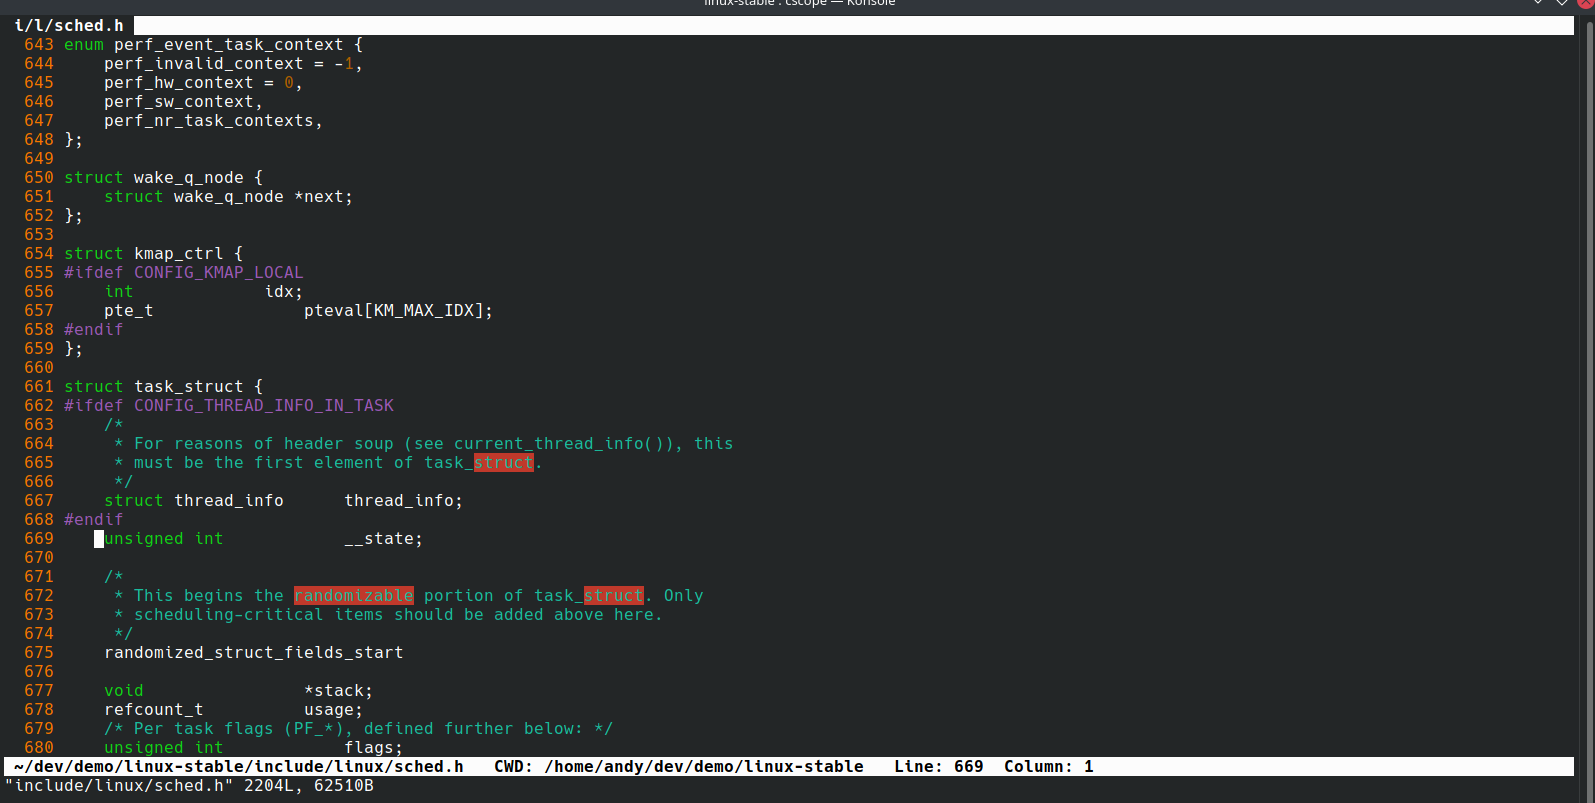 linux-stable : cscope — Konsole
i/l/sched.h
643 enum perf_event_task_context {
644     perf_invalid_context = -1,
645     perf_hw_context = 0,
646     perf_sw_context,
647     perf_nr_task_contexts,
648 };
649
650 struct wake_q_node {
651     struct wake_q_node *next;
652 };
653
654 struct kmap_ctrl {
655 #ifdef CONFIG_KMAP_LOCAL
656     int             idx;
657     pte_t               pteval[KM_MAX_IDX];
658 #endif
659 };
660
661 struct task_struct {
662 #ifdef CONFIG_THREAD_INFO_IN_TASK
663     /*
664      * For reasons of header soup (see current_thread_info()), this
665      * must be the first element of task_struct.
666      */
667     struct thread_info      thread_info;
668 #endif
669     unsigned int            __state;
670
671     /*
672      * This begins the randomizable portion of task_struct. Only
673      * scheduling-critical items should be added above here.
674      */
675     randomized_struct_fields_start
676
677     void                *stack;
678     refcount_t          usage;
679     /* Per task flags (PF_*), defined further below: */
680     unsigned int            flags;
~/dev/demo/linux-stable/include/linux/sched.h   CWD: /home/andy/dev/demo/linux-stable   Line: 669  Column: 1
"include/linux/sched.h" 2204L, 62510B